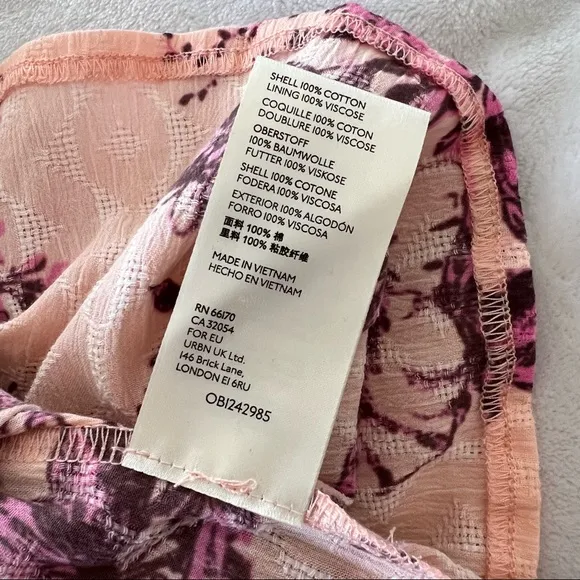 SHELL 100% COTTON
LINING 100% VISCOSE
COQUILLE 100% COTON
DOUBLURE 100% VISCOSE
OBERSTOFF
100% BAUMWOLLE
FUTTER 100% VISKOSE
SHELL 100% COTONE
FODERA 100% VISCOSA
EXTERIOR 100% ALGODÓN
FORRO 100% VISCOSA
面料 100% 棉
里料 100% 粘胶纤维
MADE IN VIETNAM
HECHO EN VIETNAM
RN 66170
CA 32054
FOR EU
URBN UK Ltd.
146 Brick Lane,
LONDON E1 6RU
OB1242985